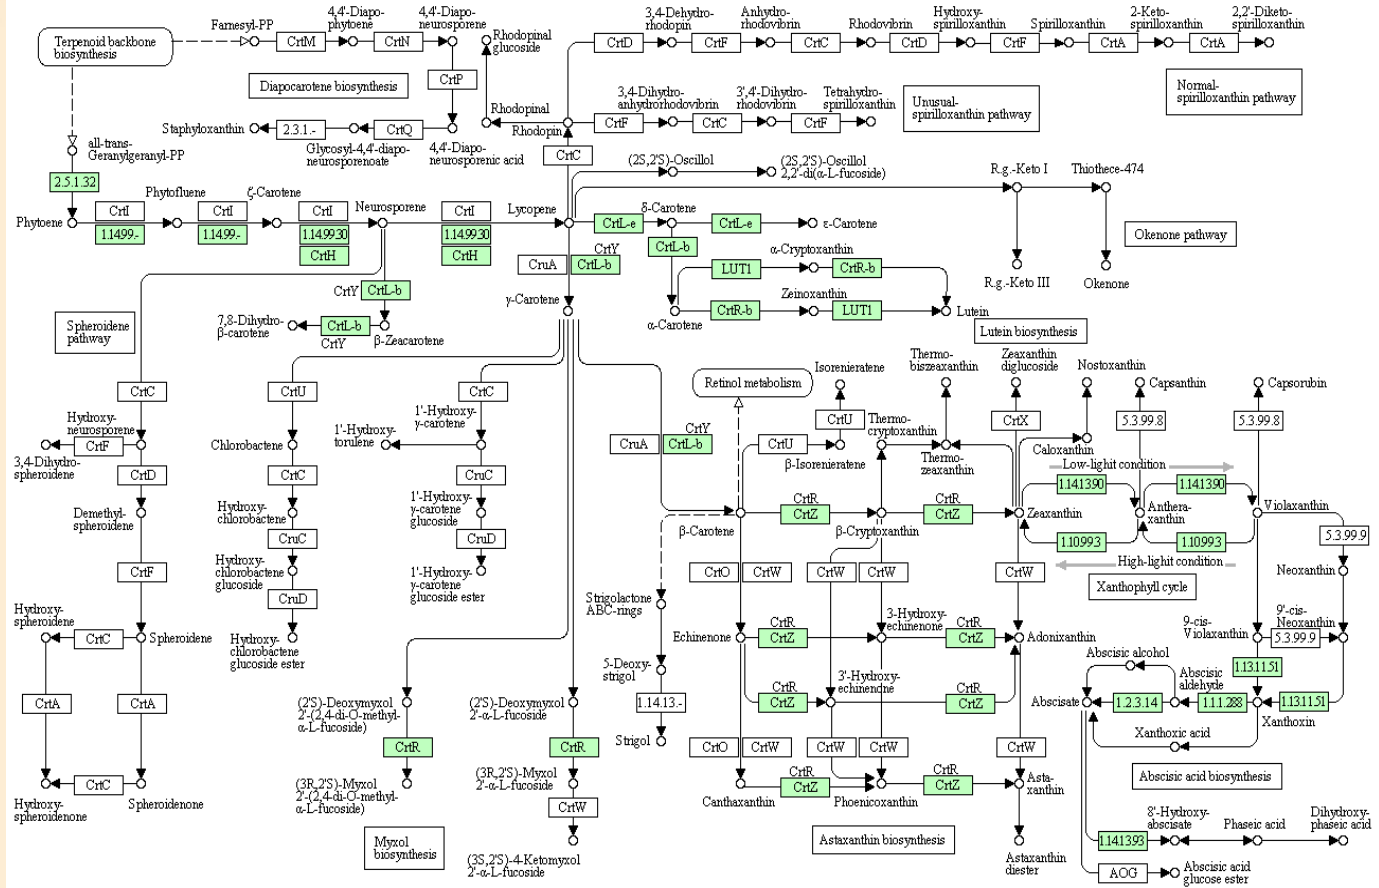 Farnesyl-PP
4,4'-Diapo-
phytoene
4,4'-Diapo-
neurosporene
Terpenoid backbone
biosynthesis
CrtM
CrtN
CrtP
Diapocarotene biosynthesis
Staphyloxanthin
2.3.1.-
CrtQ
Glycosyl-4,4'-diapo-
neurosporenoate
4,4'-Diapo-
neurosporenic acid
Rhodopinal
glucoside
Rhodopinal
Rhodopin
CrtC
3,4-Dehydro-
rhodopin
Anhydro-
rhodovibrin
Rhodovibrin
Hydroxy-
spirilloxanthin
Spirilloxanthin
2-Keto-
spirilloxanthin
2,2'-Diketo-
spirilloxanthin
CrtD
CrtF
CrtC
CrtD
CrtF
CrtA
CrtA
Normal-
spirilloxanthin pathway
3,4-Dihydro-
anhydrorhodovibrin
3',4'-Dihydro-
rhodovibrin
Tetrahydro-
spirilloxanthin
CrtF
CrtC
CrtF
Unusual-
spirilloxanthin pathway
all-trans-
Geranylgeranyl-PP
2.5.1.32
Phytoene
CrtI
1.14.99.-
Phytofluene
CrtI
1.14.99.-
ζ-Carotene
CrtI
1.14.99.30
CrtH
Neurosporene
CrtI
1.14.99.30
CrtH
Lycopene
(2S,2'S)-Oscillol
(2S,2'S)-Oscillol
2,2'-di(α-L-fucoside)
R.g.-Keto I
Thiothece-474
R.g.-Keto III
Okenone
Okenone pathway
CrtL-e
δ-Carotene
CrtL-e
ε-Carotene
CrtL-b
CruA
CrtY
CrtL-b
γ-Carotene
LUT1
α-Cryptoxanthin
CrtR-b
CrtR-b
Zeinoxanthin
LUT1
α-Carotene
Lutein
Lutein biosynthesis
CrtY
CrtL-b
7,8-Dihydro-
β-carotene
CrtL-b
CrtY
β-Zeacarotene
Spheroidene
pathway
CrtC
Hydroxy-
neurosporene
CrtF
3,4-Dihydro-
spheroidene
CrtD
Demethyl-
spheroidene
CrtF
Hydroxy-
spheroidene
CrtC
Spheroidene
CrtA
CrtA
CrtC
Hydroxy-
spheroidenone
Spheroidenone
CrtU
Chlorobactene
CrtC
Hydroxy-
chlorobactene
CruC
Hydroxy-
chlorobactene
glucoside
CruD
Hydroxy-
chlorobactene
glucoside ester
CrtC
1'-Hydroxy-
γ-carotene
1'-Hydroxy-
torulene
CruC
1'-Hydroxy-
γ-carotene
glucoside
CruD
1'-Hydroxy-
γ-carotene
glucoside ester
(2'S)-Deoxymyxol
2'-(2,4-di-O-methyl-
α-L-fucoside)
CrtR
(3R,2'S)-Myxol
2'-(2,4-di-O-methyl-
α-L-fucoside)
(2'S)-Deoxymyxol
2'-α-L-fucoside
CrtR
(3R,2'S)-Myxol
2'-α-L-fucoside
CrtW
(3S,2'S)-4-Ketomyxol
2'-α-L-fucoside
Myxol
biosynthesis
CruA
CrtY
CrtL-b
Retinol metabolism
CrtU
β-Isorenieratene
CrtU
Isorenieratene
Thermo-
cryptoxanthin
Thermo-
biszeaxanthin
Thermo-
zeaxanthin
Zeaxanthin
diglucoside
CrtX
Nostoxanthin
Caloxanthin
Capsanthin
5.3.99.8
Capsorubin
5.3.99.8
Low-light condition
1.14.13.90
1.14.13.90
β-Carotene
CrtR
CrtZ
β-Cryptoxanthin
CrtR
CrtZ
Zeaxanthin
Anthera-
xanthin
Violaxanthin
1.10.99.3
1.10.99.3
High-light condition
Xanthophyll cycle
5.3.99.9
Neoxanthin
9'-cis-
Neoxanthin
9-cis-
Violaxanthin
5.3.99.9
1.13.11.51
1.13.11.51
Xanthoxin
CrtO
CrtW
CrtW
CrtW
CrtW
Strigolactone
ABC-rings
5-Deoxy-
strigol
1.14.13.-
Strigol
Echinenone
CrtR
CrtZ
3-Hydroxy-
echinenone
CrtR
CrtZ
Adonixanthin
CrtR
CrtZ
3'-Hydroxy-
echinenone
CrtR
CrtZ
CrtO
CrtW
CrtW
CrtW
CrtW
Canthaxanthin
CrtR
CrtZ
Phoenicoxanthin
CrtR
CrtZ
Asta-
xanthin
Astaxanthin
diester
Astaxanthin biosynthesis
Abscisic alcohol
Abscisic
aldehyde
Abscisate
1.2.3.14
1.1.1.288
Xanthoxic acid
Abscisic acid biosynthesis
1.14.13.93
8'-Hydroxy-
abscisate
Phaseic acid
Dihydroxy-
phaseic acid
AOG
Abscisic acid
glucose ester